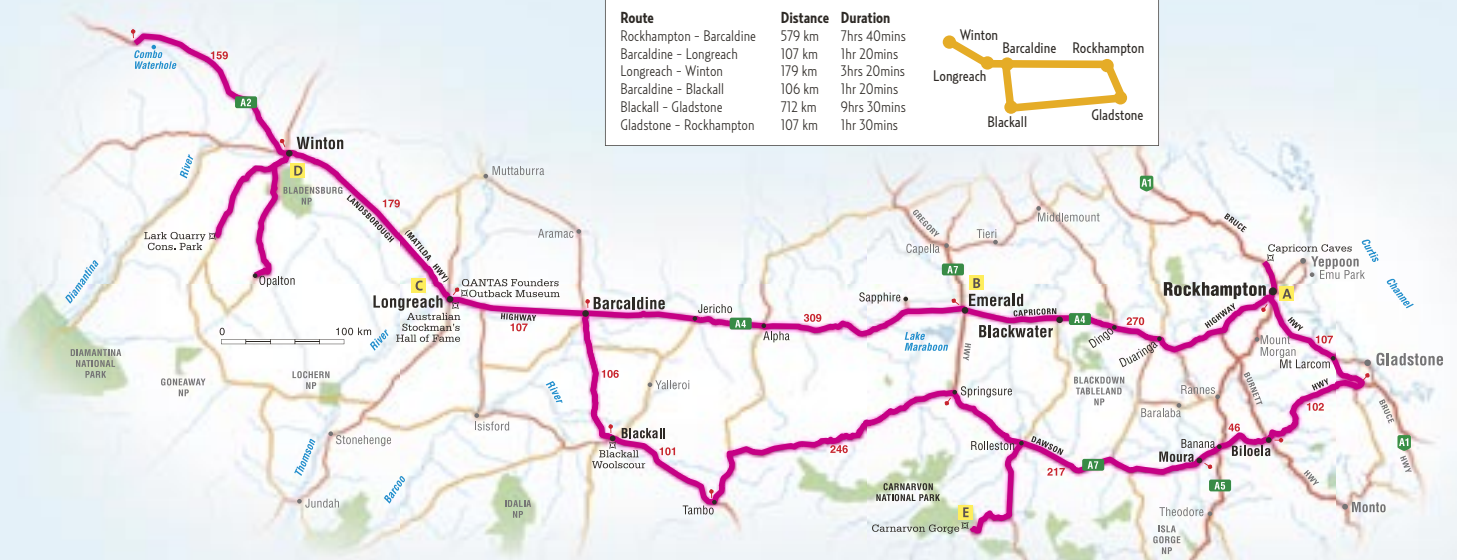 Route Distance Duration
Rockhampton – Barcaldine 579 km 7hrs 40mins
Barcaldine – Longreach 107 km 1hr 20mins
Longreach – Winton 179 km 3hrs 20mins
Barcaldine – Blackall 106 km 1hr 20mins
Blackall – Gladstone 712 km 9hrs 30mins
Gladstone – Rockhampton 107 km 1hr 30mins
Winton
Barcaldine
Rockhampton
Longreach
Blackall
Gladstone
Combo
Waterhole
159
A2
Winton
D
River
BLADENSBURG
NP
Muttaburra
179
LANDSBOROUGH
(MATILDA HWY)
Lark Quarry
Cons. Park
Aramac
Opalton
Diamantina
C
QANTAS Founders
Outback Museum
Longreach
Australian
Stockman's
Hall of Fame
HIGHWAY
107
Barcaldine
Jericho
A4
Alpha
309
Sapphire
A1
BRUCE
GREGORY
Middlemount
Tieri
Capella
A7
B
Emerald
CAPRICORN
Blackwater
A4
270
Dingo
Duaringa
HIGHWAY
Lake
Maraboon
HWY
Capricorn Caves
Yeppoon
Emu Park
Curtis
Channel
Rockhampton
A
HWY
107
Mount
Morgan
Mt Larcom
Gladstone
0 100 km
River
DIAMANTINA
NATIONAL
PARK
GONEAWAY
NP
LOCHERN
NP
River
106
Yalleroi
Isisford
Stonehenge
Thomson
Jundah
Barcoo
Blackall
Blackall
Woolscour
101
IDALIA
NP
Tambo
246
Springsure
BLACKDOWN
TABLELAND
NP
Rannes
BURNETT
Baralaba
HWY
102
BRUCE
A1
HWY
Rolleston
DAWSON
217
A7
Banana
46
Moura
Biloela
A5
HWY
Monto
CARNARVON
NATIONAL PARK
E
Carnarvon Gorge
Theodore
ISLA
GORGE
NP